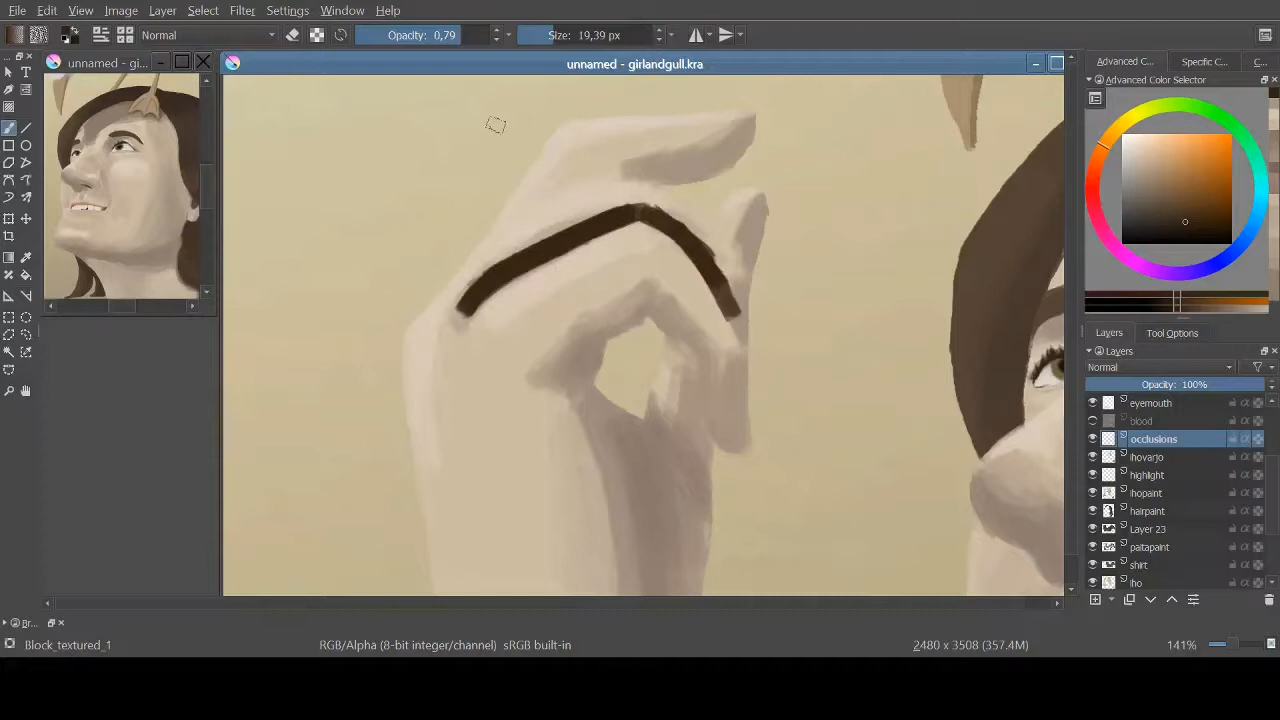 File Edit View Image Layer Select Filter Settings Window Help
Normal Opacity: 0,79 Size: 19,39 px
unnamed - gi...
unnamed - girlandgull.kra
Advanced C... Specific C... C...
Advanced Color Selector
Layers Tool Options
Layers
Normal
Opacity: 100%
eyemouth
blood
occlusions
ihovarjo
highlight
ihopaint
hairpaint
Layer 23
paitapaint
shirt
iho
Br...
Block_textured_1 RGB/Alpha (8-bit integer/channel) sRGB built-in 2480 x 3508 (357.4M) 141%